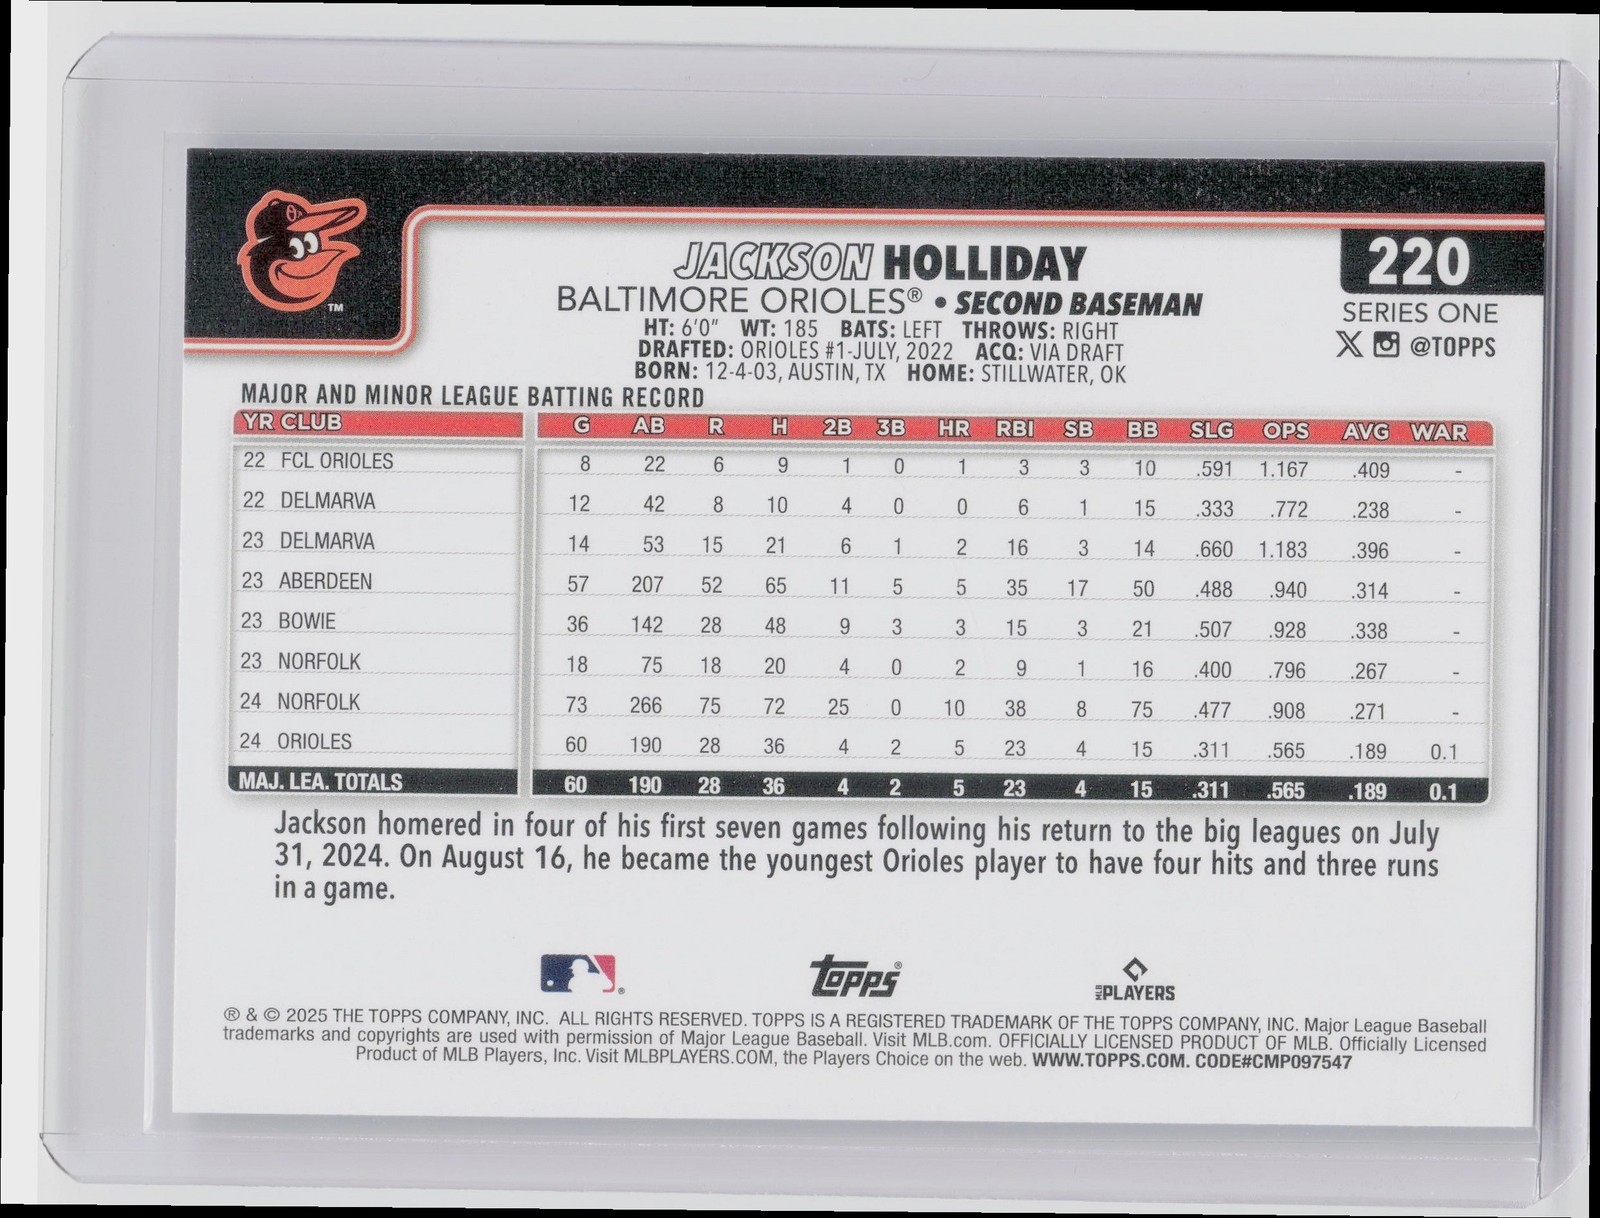 JACKSON HOLLIDAY
BALTIMORE ORIOLES® • SECOND BASEMAN
HT: 6'0" WT: 185 BATS: LEFT THROWS: RIGHT
DRAFTED: ORIOLES #1-JULY, 2022 ACQ: VIA DRAFT
BORN: 12-4-03, AUSTIN, TX HOME: STILLWATER, OK
220
SERIES ONE
@TOPPS
TM
MAJOR AND MINOR LEAGUE BATTING RECORD
YR CLUB G AB R H 2B 3B HR RBI SB BB SLG OPS AVG WAR
22 FCL ORIOLES 8 22 6 9 1 0 1 3 3 10 .591 1.167 .409 -
22 DELMARVA 12 42 8 10 4 0 0 6 1 15 .333 .772 .238 -
23 DELMARVA 14 53 15 21 6 1 2 16 3 14 .660 1.183 .396 -
23 ABERDEEN 57 207 52 65 11 5 5 35 17 50 .488 .940 .314 -
23 BOWIE 36 142 28 48 9 3 3 15 3 21 .507 .928 .338 -
23 NORFOLK 18 75 18 20 4 0 2 9 1 16 .400 .796 .267 -
24 NORFOLK 73 266 75 72 25 0 10 38 8 75 .477 .908 .271 -
24 ORIOLES 60 190 28 36 4 2 5 23 4 15 .311 .565 .189 0.1
MAJ. LEA. TOTALS 60 190 28 36 4 2 5 23 4 15 .311 .565 .189 0.1
Jackson homered in four of his first seven games following his return to the big leagues on July
31, 2024. On August 16, he became the youngest Orioles player to have four hits and three runs
in a game.
Topps®
MLB PLAYERS
® & © 2025 THE TOPPS COMPANY, INC. ALL RIGHTS RESERVED. TOPPS IS A REGISTERED TRADEMARK OF THE TOPPS COMPANY, INC. Major League Baseball
trademarks and copyrights are used with permission of Major League Baseball. Visit MLB.com. OFFICIALLY LICENSED PRODUCT OF MLB. Officially Licensed
Product of MLB Players, Inc. Visit MLBPLAYERS.COM, the Players Choice on the web. WWW.TOPPS.COM. CODE#CMP097547